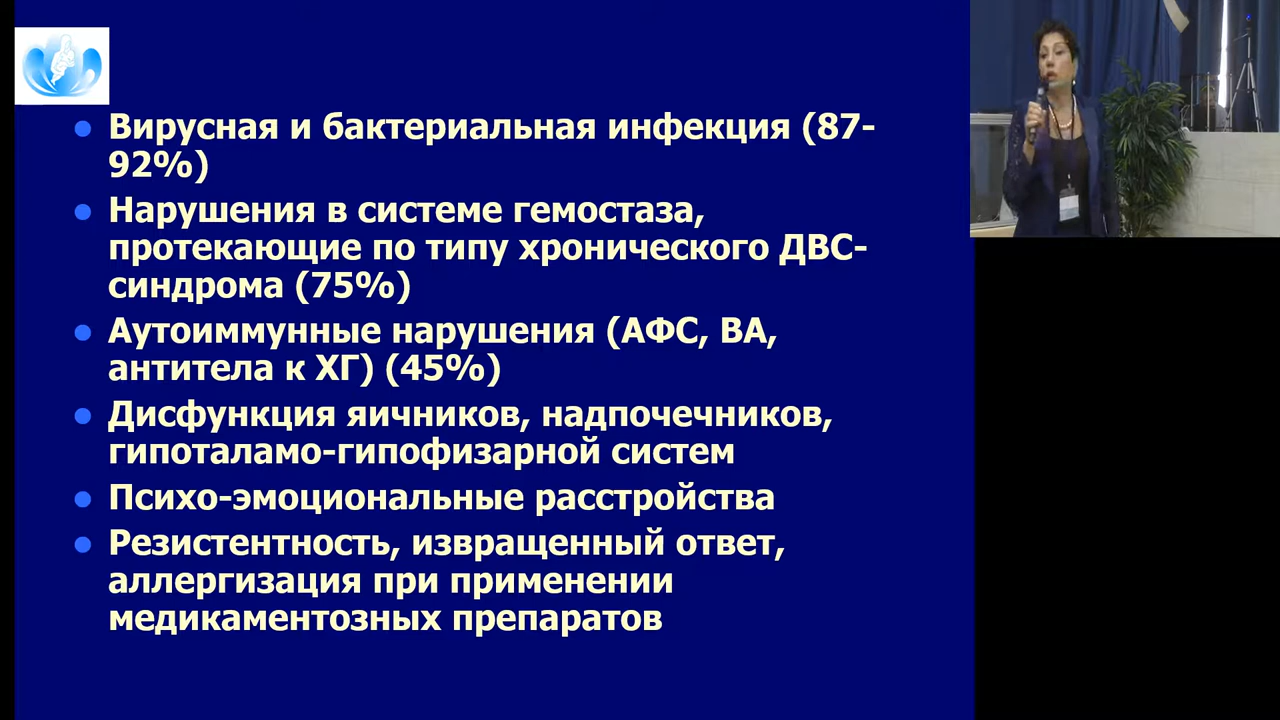 Вирусная и бактериальная инфекция (87-
92%)
Нарушения в системе гемостаза,
протекающие по типу хронического ДВС-
синдрома (75%)
Аутоиммунные нарушения (АФС, ВА,
антитела к ХГ) (45%)
Дисфункция яичников, надпочечников,
гипоталамо-гипофизарной систем
Психо-эмоциональные расстройства
Резистентность, извращенный ответ,
аллергизация при применении
медикаментозных препаратов